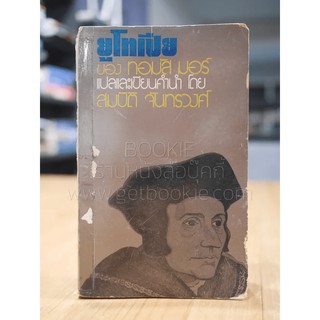 ยูโทเปีย
ของ ทอมัส มอร์
แปลและเขียนคำนำ โดย
สมบัติ จันทรวงศ์
BOOKIE
ร้านหนังสือบุ๊คกี้
www.getbookie.com